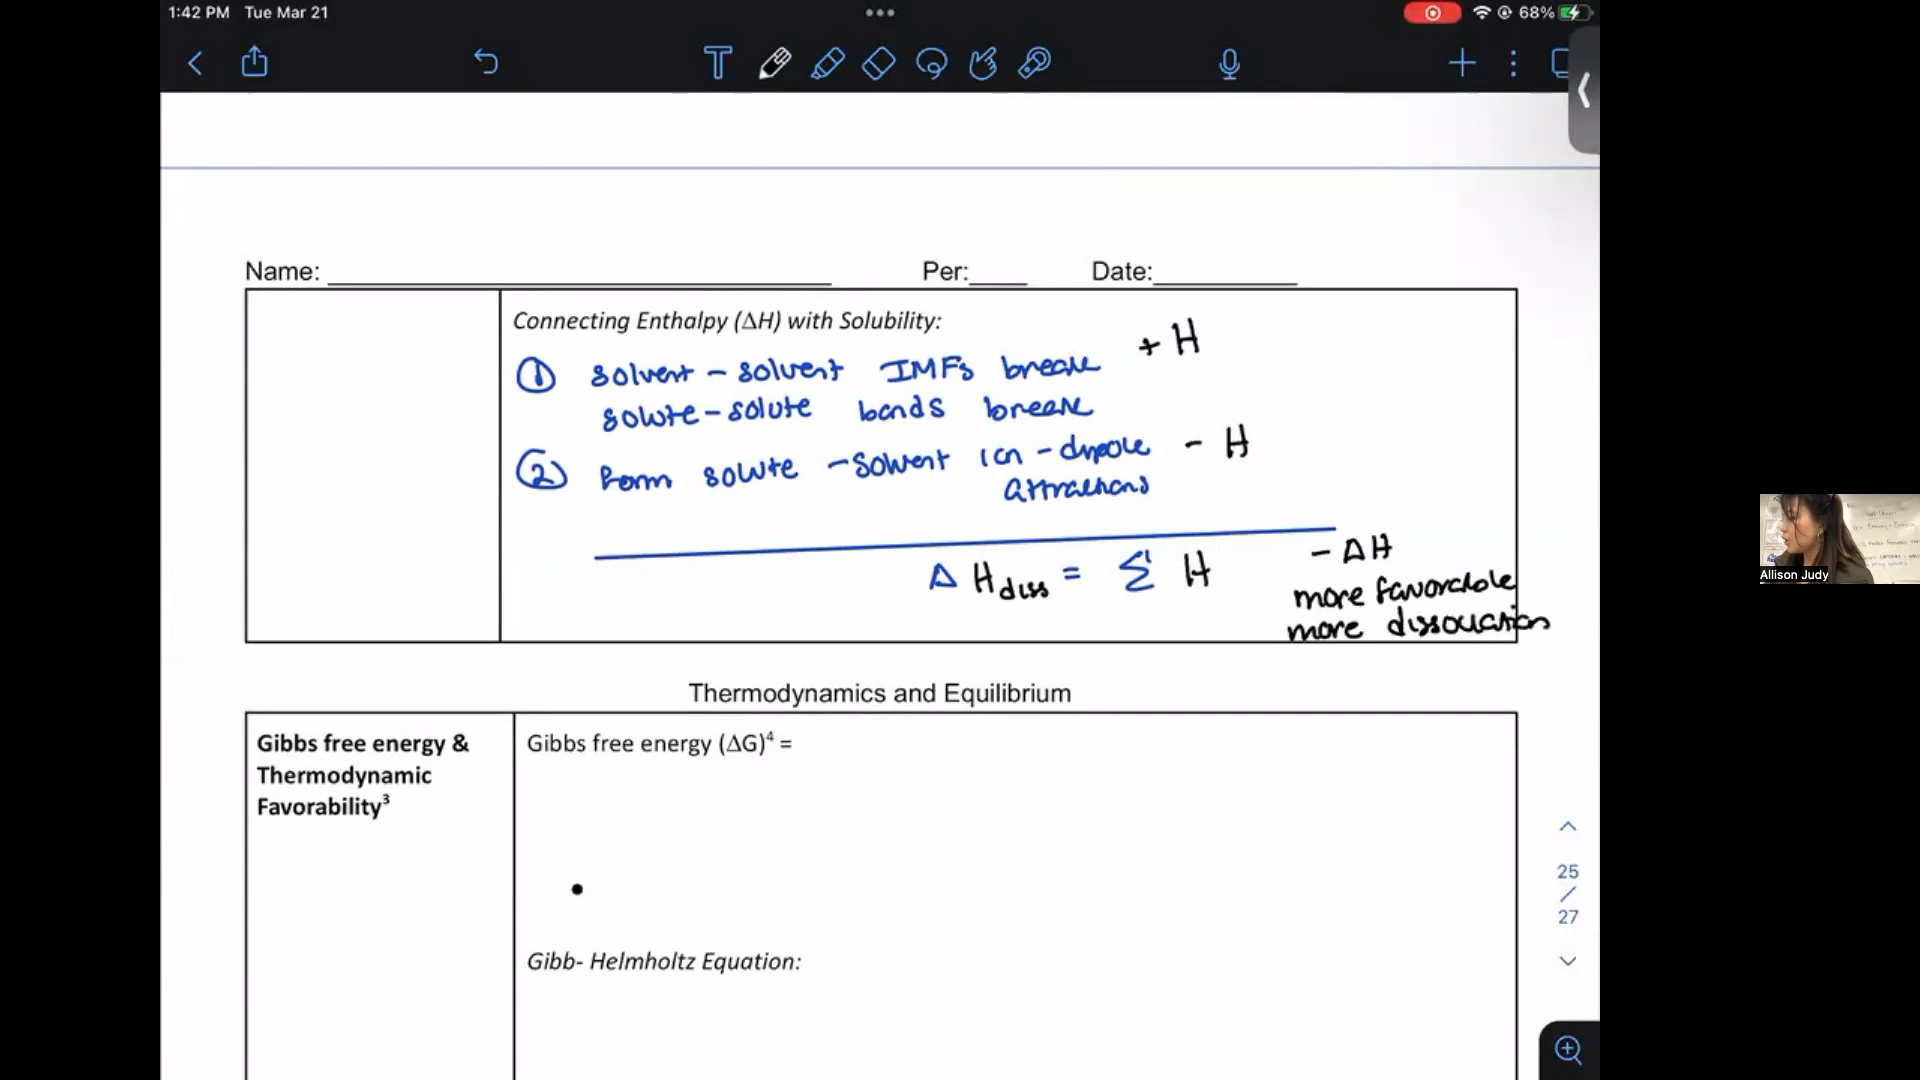 1:42 PM Tue Mar 21
68%
Name: Per: Date:
Connecting Enthalpy (ΔH) with Solubility:
① solvent - solvent IMFs break + H
solute - solute bonds break
② Form solute - solvent ion - dipole - H
attractions
Δ H diss = Σ H
- ΔH
more favorable
more dissociation
Thermodynamics and Equilibrium
Gibbs free energy &
Thermodynamic
Favorability³
Gibbs free energy (ΔG)⁴ =
Gibb- Helmholtz Equation:
25
/
27
Allison Judy